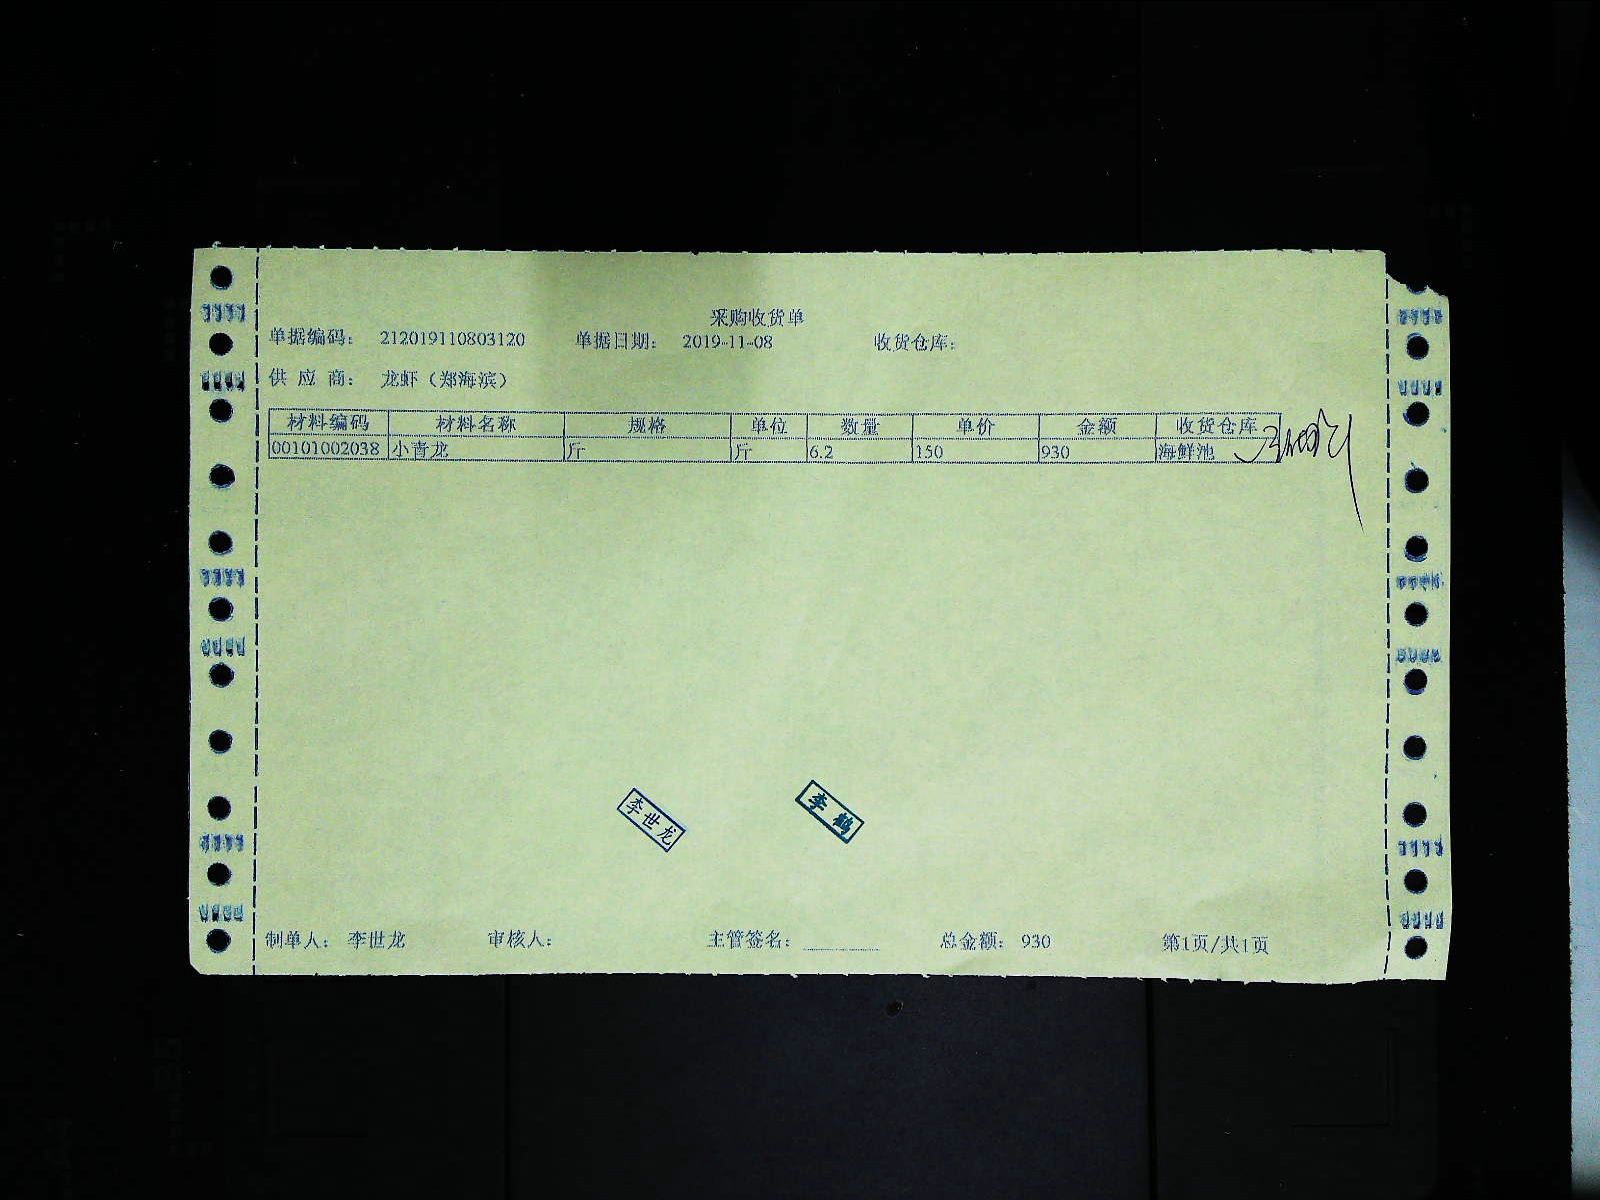 采购收货单
单据编码： 212019110803120 单据日期： 2019-11-08 收货仓库：
供 应 商： 龙虾（郑海滨）
材料编码 材料名称 规格 单位 数量 单价 金额 收货仓库
00101002038 小青龙 斤 斤 6.2 150 930 海鲜池
李世龙 李鹤
制单人： 李世龙 审核人： 主管签名： 总金额： 930 第1页/共1页